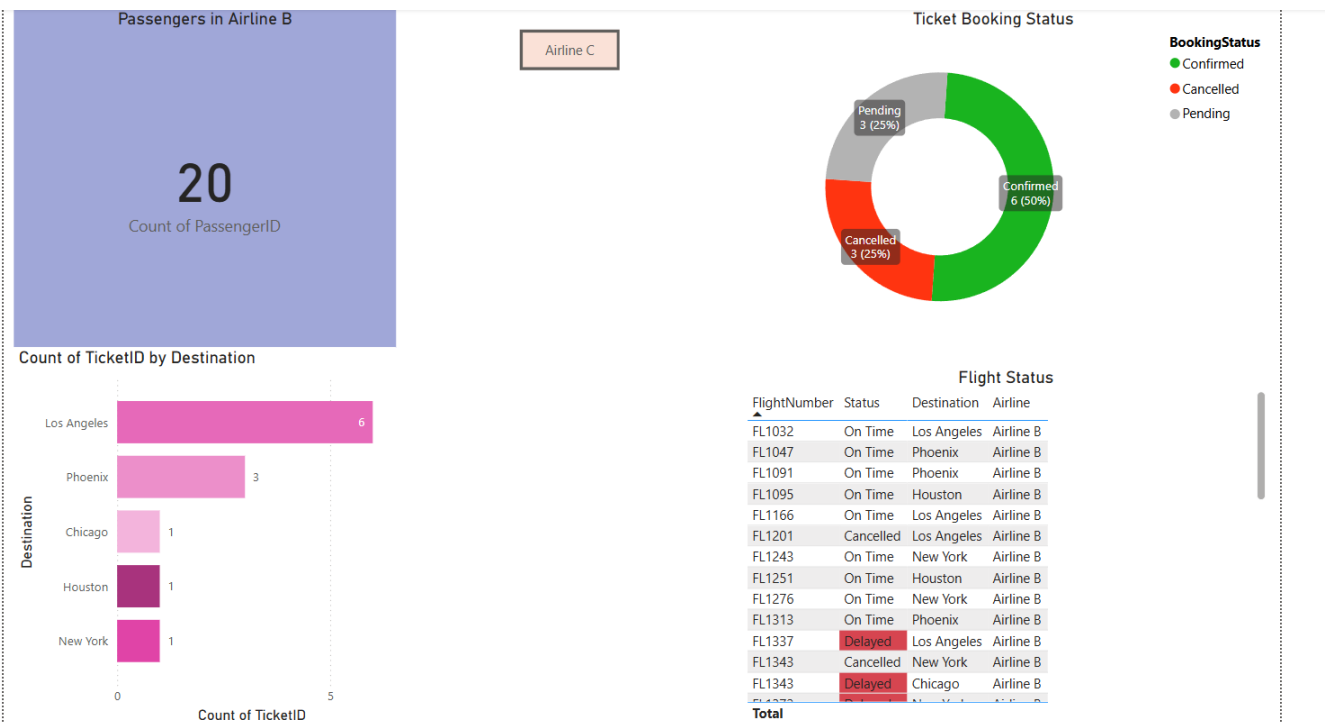 Passengers in Airline B
20
Count of PassengerID
Airline C
Ticket Booking Status
BookingStatus
Confirmed
Cancelled
Pending
Pending
3 (25%)
Confirmed
6 (50%)
Cancelled
3 (25%)
Count of TicketID by Destination
Destination
Los Angeles 6
Phoenix 3
Chicago 1
Houston 1
New York 1
0 5
Count of TicketID
Flight Status
FlightNumber Status Destination Airline
FL1032 On Time Los Angeles Airline B
FL1047 On Time Phoenix Airline B
FL1091 On Time Phoenix Airline B
FL1095 On Time Houston Airline B
FL1166 On Time Los Angeles Airline B
FL1201 Cancelled Los Angeles Airline B
FL1243 On Time New York Airline B
FL1251 On Time Houston Airline B
FL1276 On Time New York Airline B
FL1313 On Time Phoenix Airline B
FL1337 Delayed Los Angeles Airline B
FL1343 Cancelled New York Airline B
FL1343 Delayed Chicago Airline B
Total